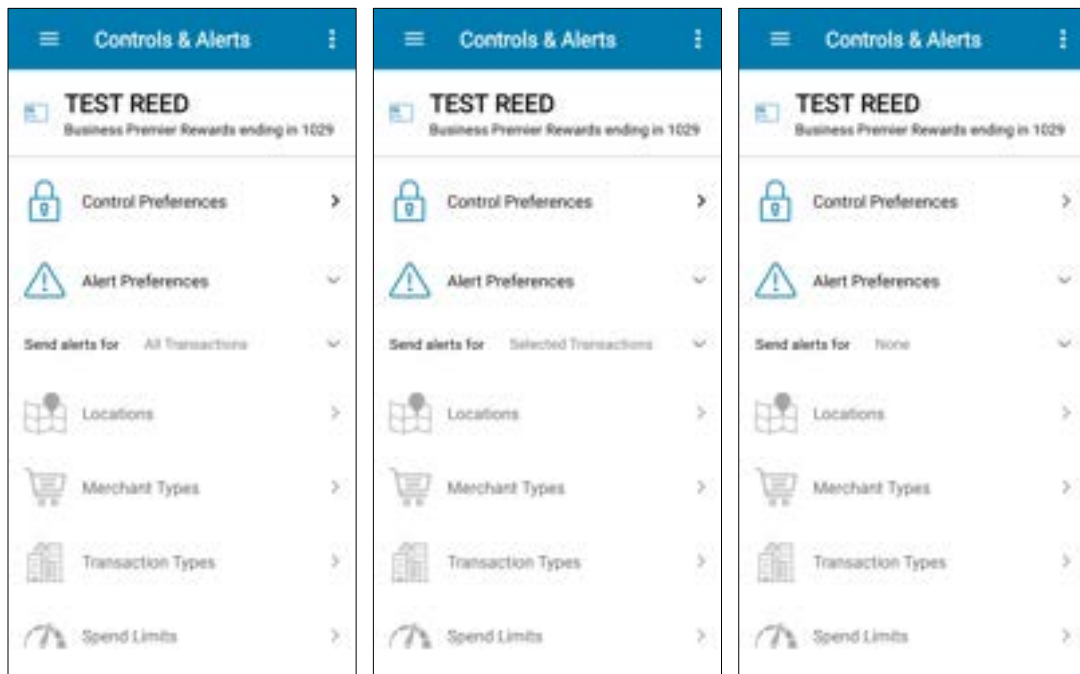 Controls & Alerts
TEST REED
Business Premier Rewards ending in 1029
Control Preferences
Alert Preferences
Send alerts for All Transactions
Locations
Merchant Types
Transaction Types
Spend Limits
Controls & Alerts
TEST REED
Business Premier Rewards ending in 1029
Control Preferences
Alert Preferences
Send alerts for Selected Transactions
Locations
Merchant Types
Transaction Types
Spend Limits
Controls & Alerts
TEST REED
Business Premier Rewards ending in 1029
Control Preferences
Alert Preferences
Send alerts for None
Locations
Merchant Types
Transaction Types
Spend Limits